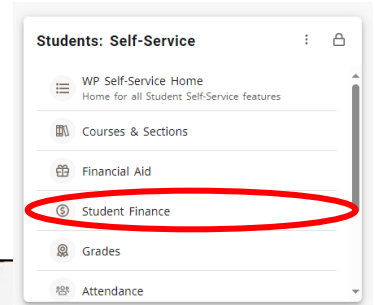 Students: Self-Service
WP Self-Service Home
Home for all Student Self-Service features
Courses & Sections
Financial Aid
Student Finance
Grades
Attendance